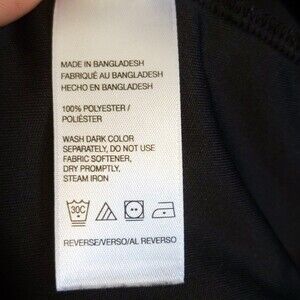 MADE IN BANGLADESH
FABRIQUÉ AU BANGLADESH
HECHO EN BANGLADESH
100% POLYESTER /
POLIÉSTER
WASH DARK COLOR
SEPARATELY, DO NOT USE
FABRIC SOFTENER,
DRY PROMPTLY,
STEAM IRON
30C
REVERSE/VERSO/AL REVERSO